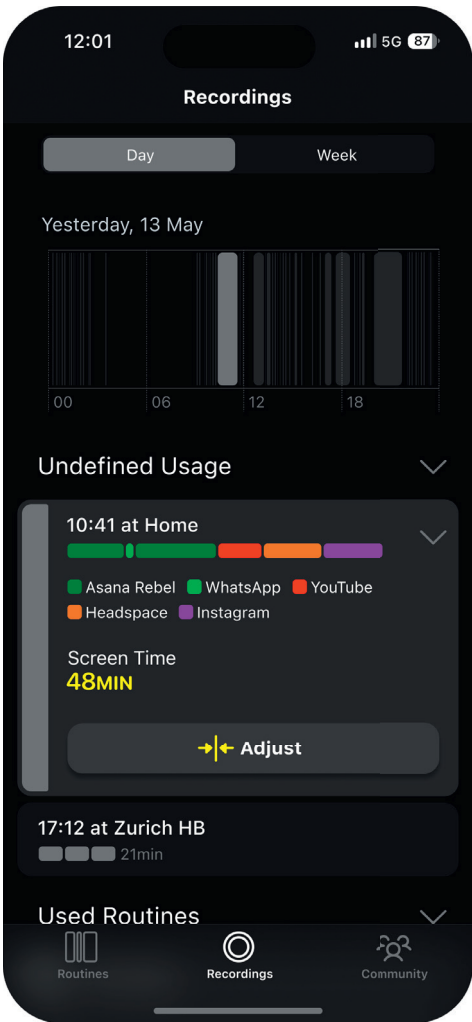 12:01 5G 87
Recordings
Day Week
Yesterday, 13 May
00 06 12 18
Undefined Usage
10:41 at Home
Asana Rebel WhatsApp YouTube
Headspace Instagram
Screen Time
48MIN
Adjust
17:12 at Zurich HB
21min
Used Routines
Routines Recordings Community